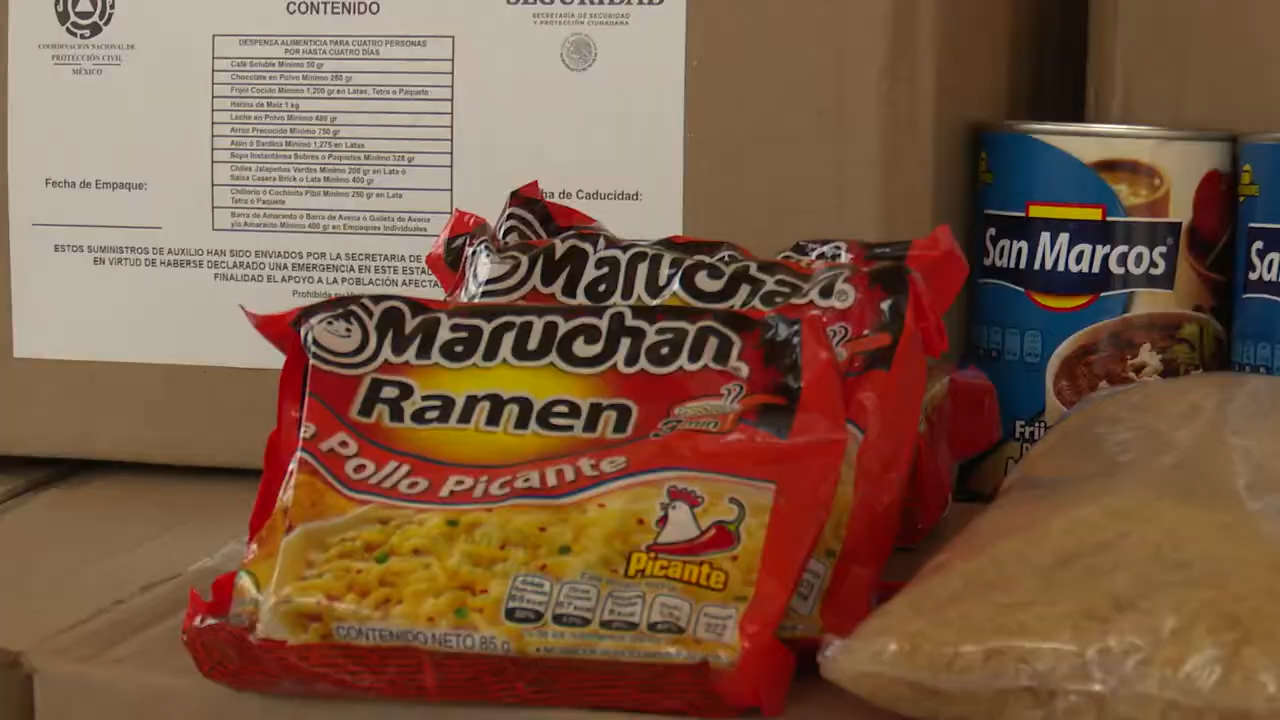 CONTENIDO
SEGURIDAD
SECRETARÍA DE SEGURIDAD
Y PROTECCIÓN CIUDADANA
COORDINACIÓN NACIONAL DE
PROTECCIÓN CIVIL
MÉXICO
DESPENSA ALIMENTICIA PARA CUATRO PERSONAS
POR HASTA CUATRO DÍAS
Café Soluble Mínimo 50 gr
Chocolate en Polvo Mínimo 250 gr
Frijol Cocido Mínimo 1,200 gr en Latas, Tetra o Paquete
Harina de Maíz 1 kg
Leche en Polvo Mínimo 480 gr
Arroz Precocido Mínimo 750 gr
Atún ó Sardina Mínimo 1,275 en Latas
Sopa Instantánea Sobres o Paquetes Mínimo 328 gr
Chiles Jalapeños Verdes Mínimo 200 gr en Lata ó
Salsa Casera Brick o Lata Mínimo 400 gr
Chilorio ó Cochinita Pibil Mínimo 250 gr en Lata
Tetra ó Paquete
Barra de Amaranto ó Barra de Avena ó Galleta de Avena
y/o Amaranto Mínimo 400 gr en Empaques Individuales
Fecha de Empaque:
ha de Caducidad:
ESTOS SUMINISTROS DE AUXILIO HAN SIDO ENVIADOS POR LA SECRETARIA DE
EN VIRTUD DE HABERSE DECLARADO UNA EMERGENCIA EN ESTE ESTAD
FINALIDAD EL APOYO A LA POBLACIÓN AFECTA
Prohibida su
Maruchan
Maruchan
Ramen
Pollo Picante
Picante
CONTENIDO NETO 85 g
San Marcos
Sa
Frij